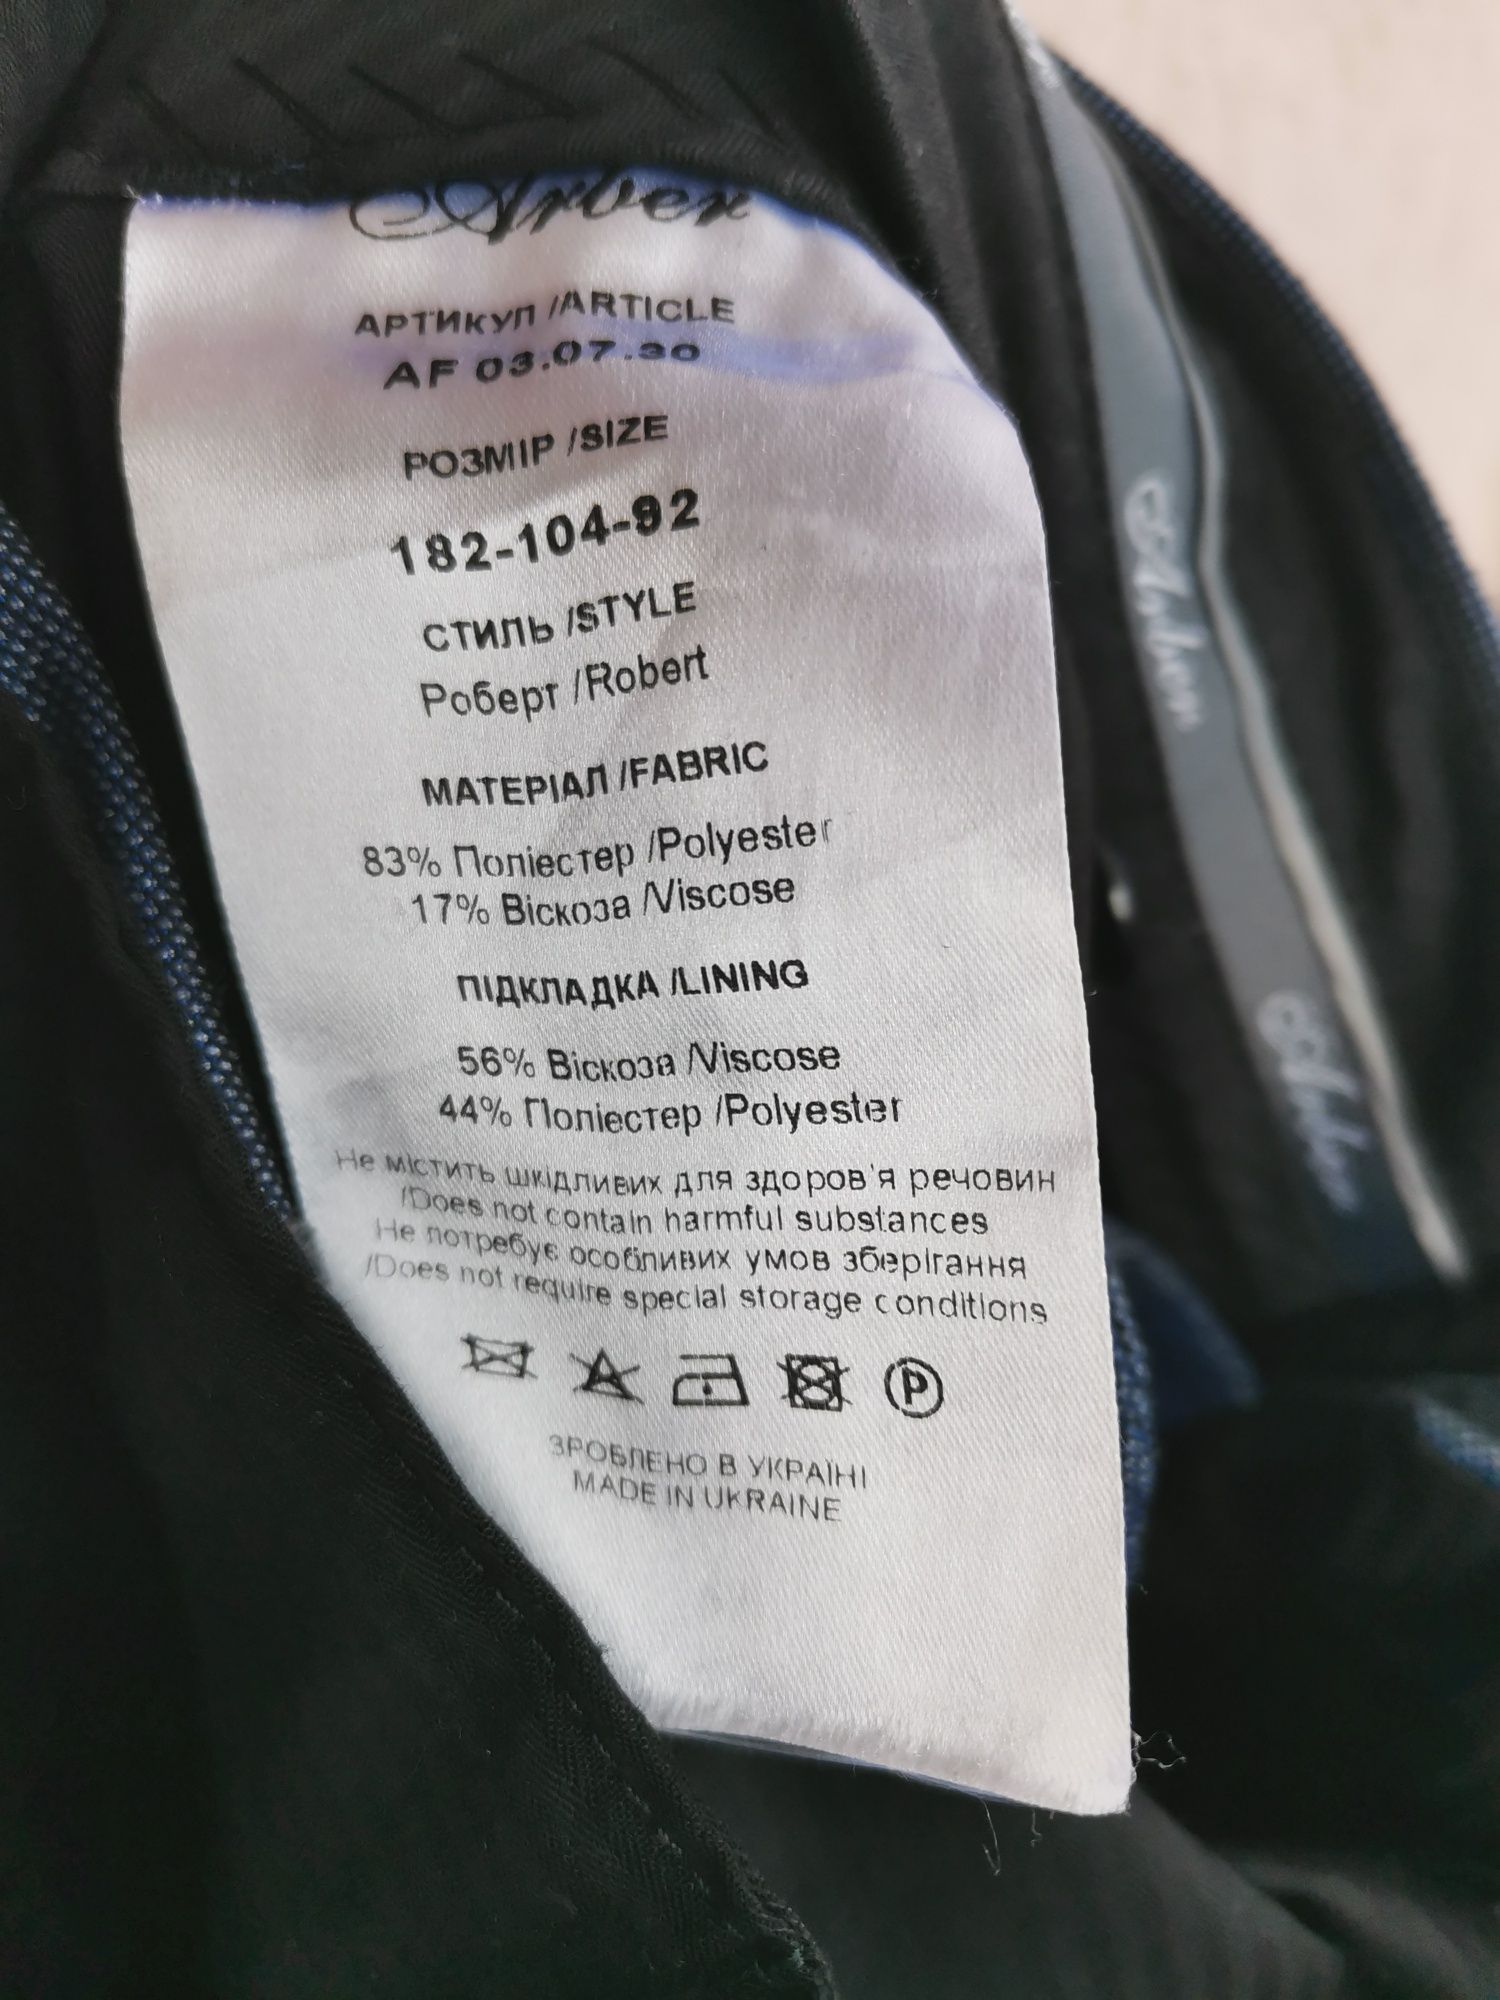 Arber
АРТИКУЛ /ARTICLE
AF 03.07.30
РОЗМІР /SIZE
182-104-92
СТИЛЬ /STYLE
Роберт /Robert
МАТЕРІАЛ /FABRIC
83% Поліестер /Polyester
17% Віскоза /Viscose
ПІДКЛАДКА /LINING
56% Віскоза /Viscose
44% Поліестер /Polyester
Не містить шкідливих для здоров'я речовин
/Does not contain harmful substances
Не потребує особливих умов зберігання
/Does not require special storage conditions
P
ЗРОБЛЕНО В УКРАЇНІ
MADE IN UKRAINE
Arber
Arber